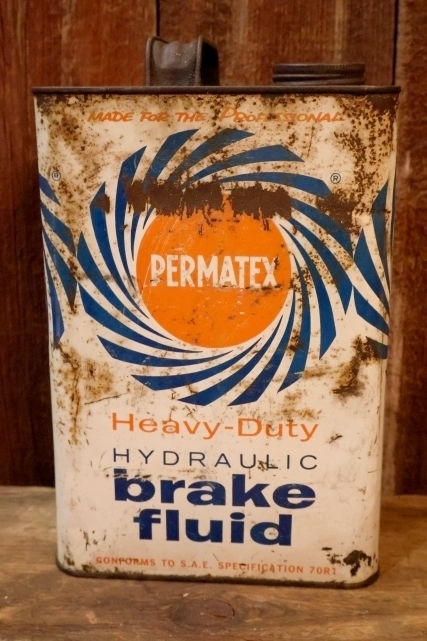 MADE FOR THE PROFESSIONAL
®
®
PERMATEX
Heavy-Duty
HYDRAULIC
brake
fluid
CONFORMS TO S.A.E. SPECIFICATION 70R1